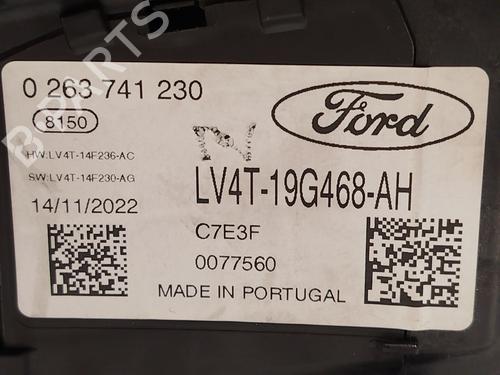 0 263 741 230
8150
HW:LV4T-14F236-AC
SW:LV4T-14F230-AG
14/11/2022
Ford
LV4T-19G468-AH
C7E3F
0077560
MADE IN PORTUGAL
B-PARTS